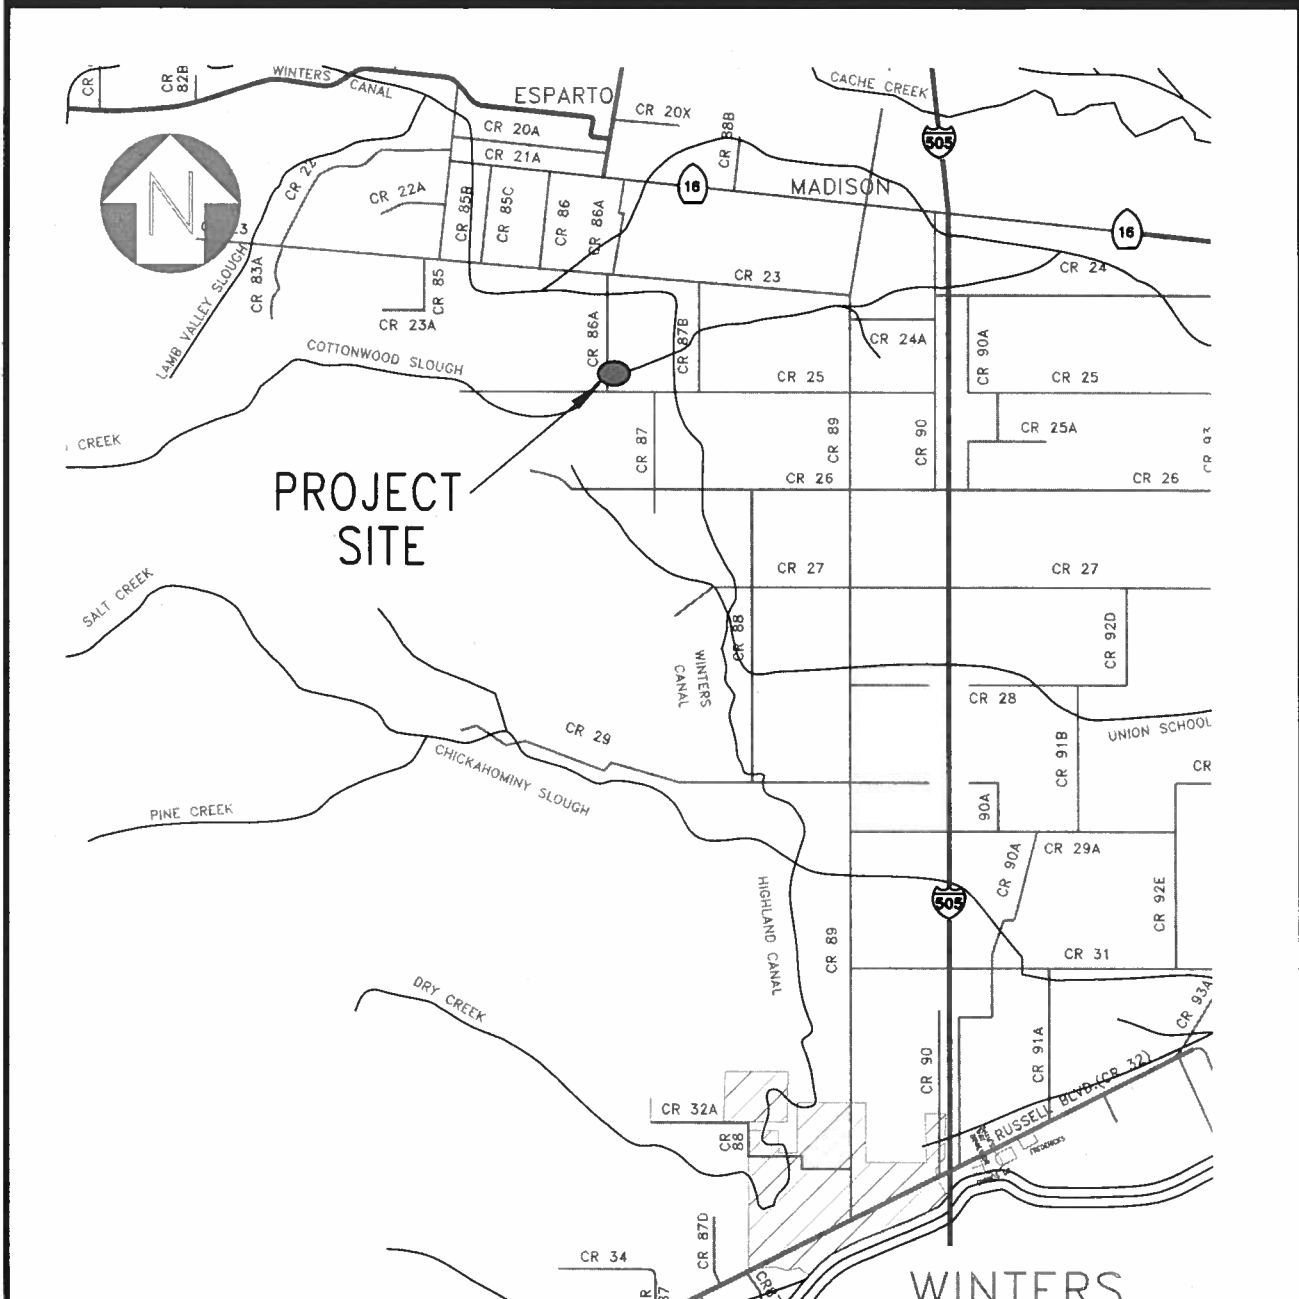 CR
CR
82B
WINTERS
CANAL
ESPARTO
CR 20X
CR 88B
CACHE CREEK
505
CR 20A
CR 21A
CR 22
CR 22A
CR 85B
CR 85C
CR 86
CR 86A
16
MADISON
16
N
LAMB VALLEY SLOUGH
CR 83A
CR 85
CR 23
CR 24
CR 23A
CR 86A
CR 87B
CR 24A
CR 90A
COTTONWOOD SLOUGH
CR 25
CR 25
CREEK
CR 87
CR 89
CR 90
CR 25A
CR 93
PROJECT
SITE
CR 26
CR 26
SALT CREEK
CR 27
CR 27
CR 88
CR 92D
WINTERS
CANAL
CR 28
CR 29
UNION SCHOOL
CR 91B
CR
CHICKAHOMINY SLOUGH
PINE CREEK
90A
CR 29A
CR 90A
HIGHLAND CANAL
505
CR 92E
CR 89
CR 31
DRY CREEK
CR 93A
CR 90
CR 91A
RUSSELL BLVD.(CR 32)
CR 32A
CR
88
FREDERICKS
CR 87D
CR 34
WINTERS